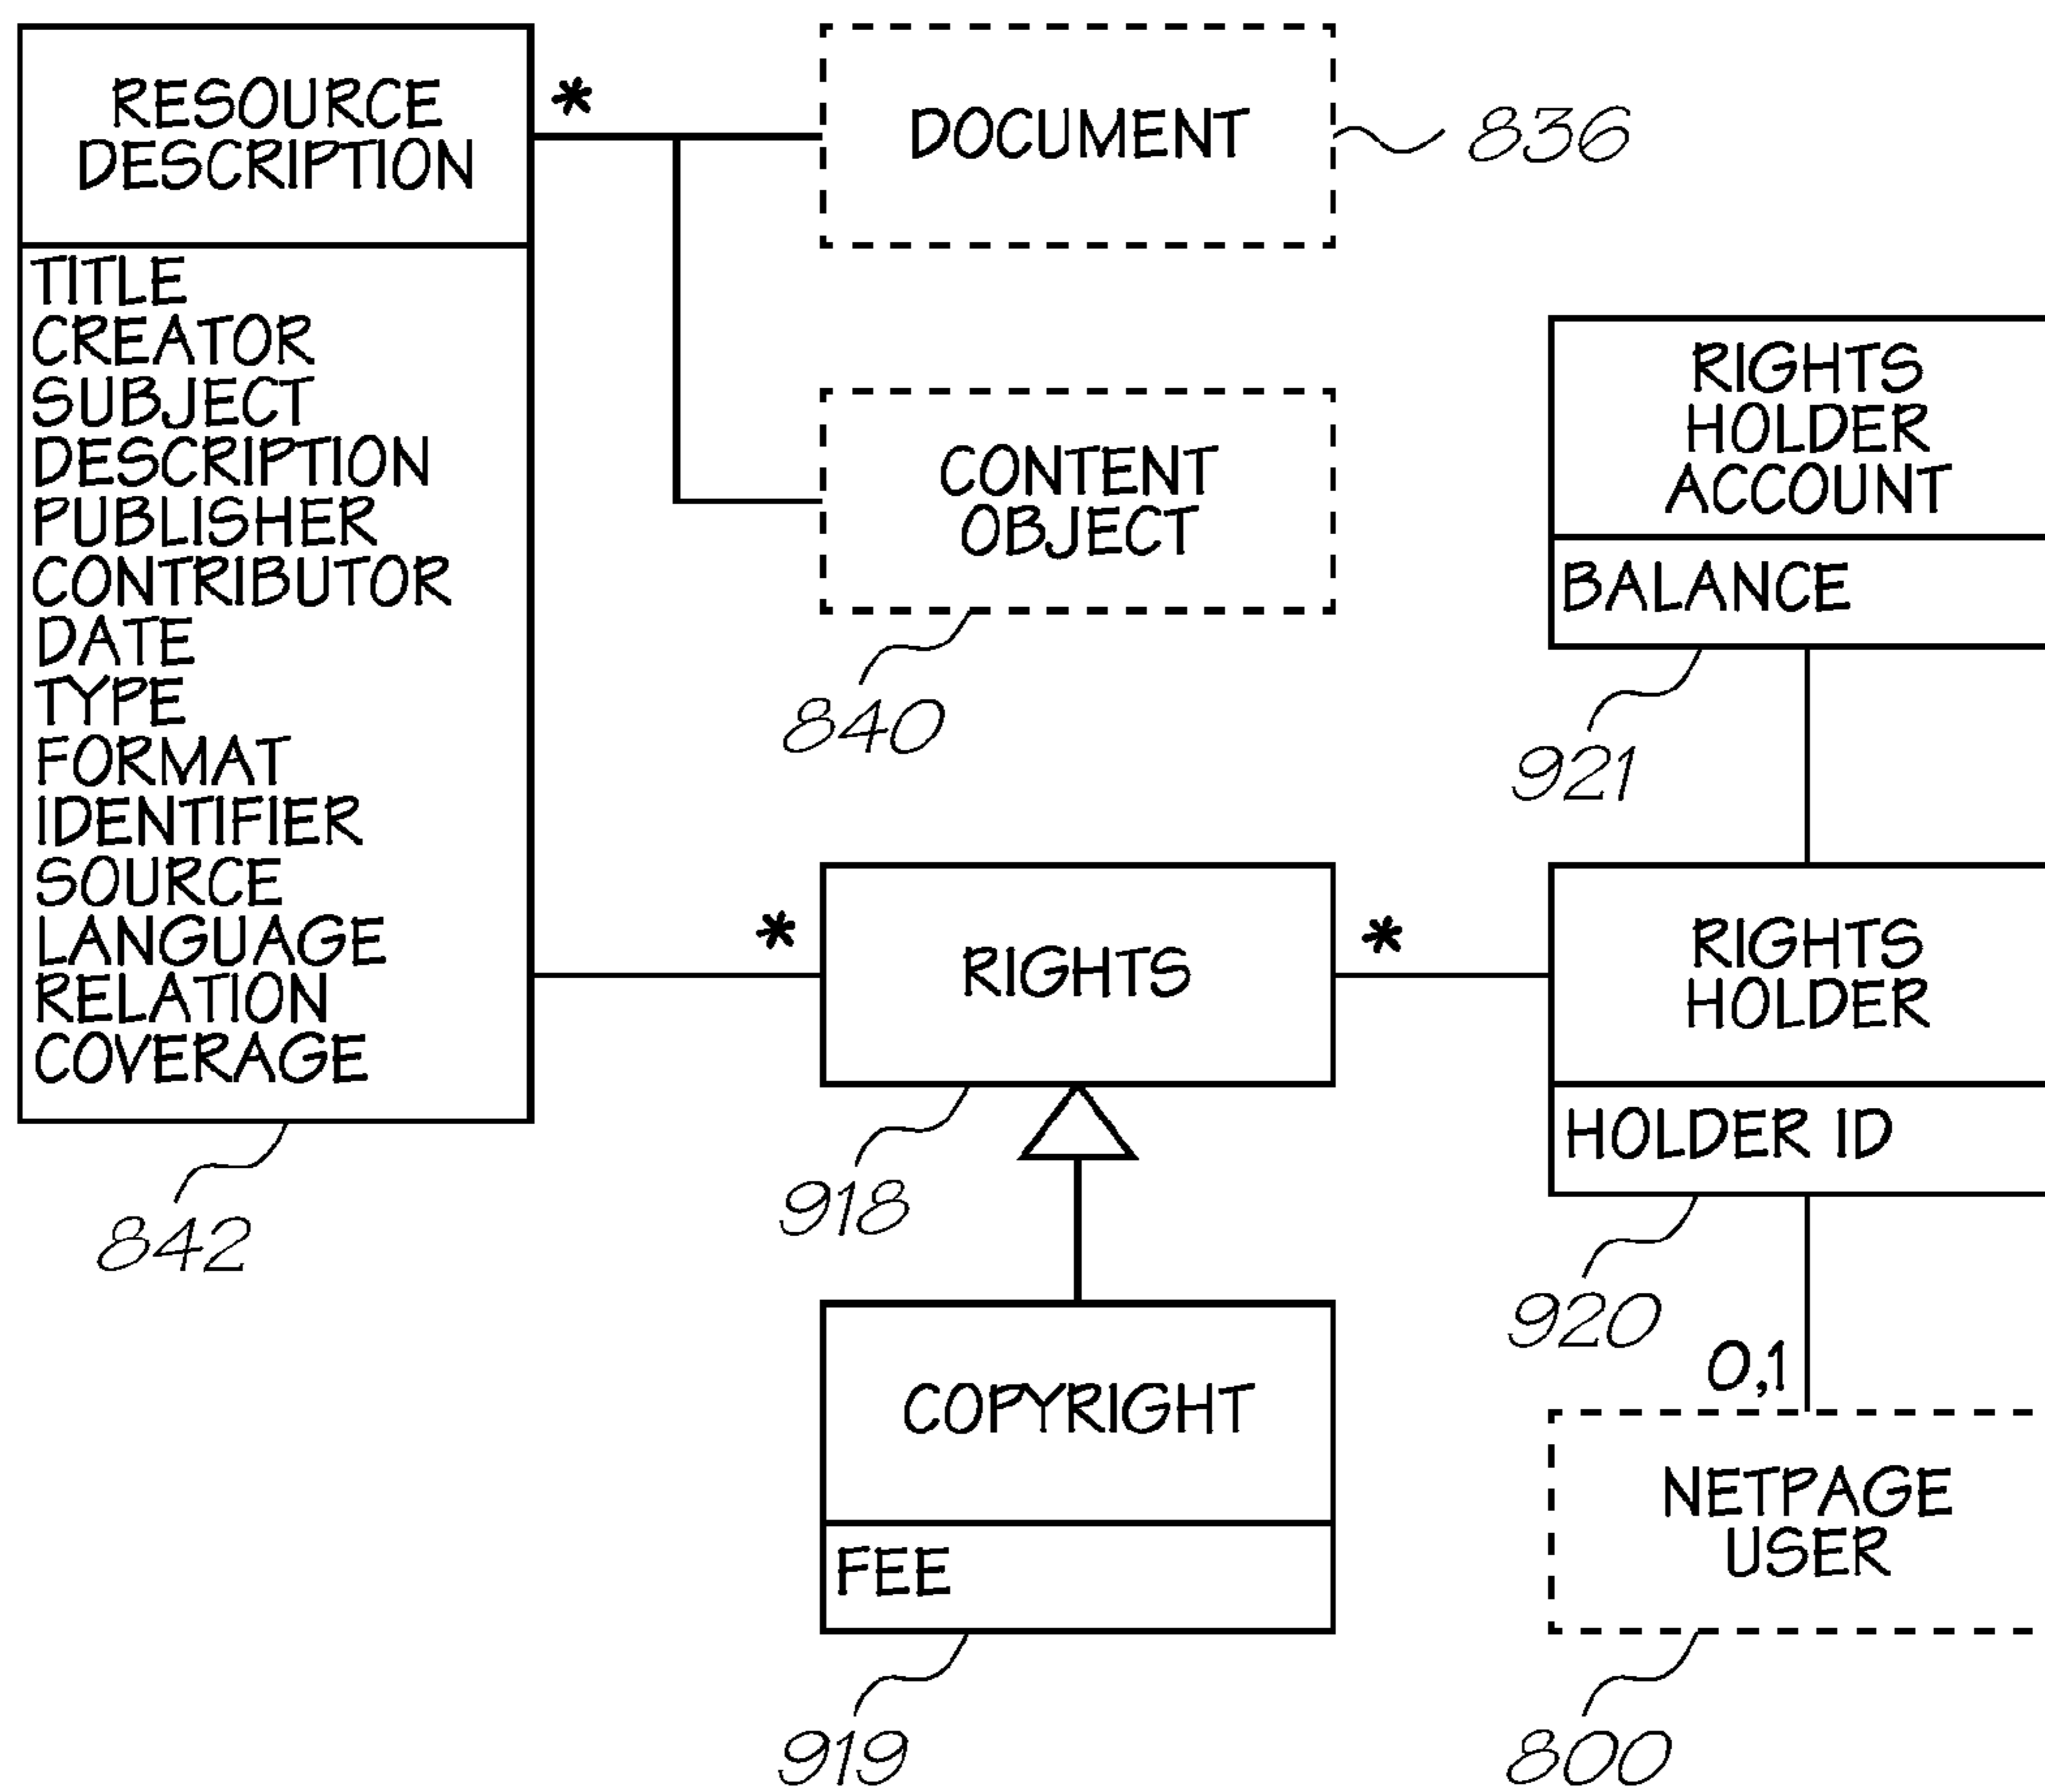 RESOURCE
DESCRIPTION
*
TITLE
CREATOR
SUBJECT
DESCRIPTION
PUBLISHER
CONTRIBUTOR
DATE
TYPE
FORMAT
IDENTIFIER
SOURCE
LANGUAGE
RELATION
COVERAGE
842
DOCUMENT
836
CONTENT
OBJECT
840
RIGHTS
HOLDER
ACCOUNT
BALANCE
921
*
RIGHTS
*
918
RIGHTS
HOLDER
HOLDER ID
920
COPYRIGHT
FEE
919
0,1
NETPAGE
USER
800